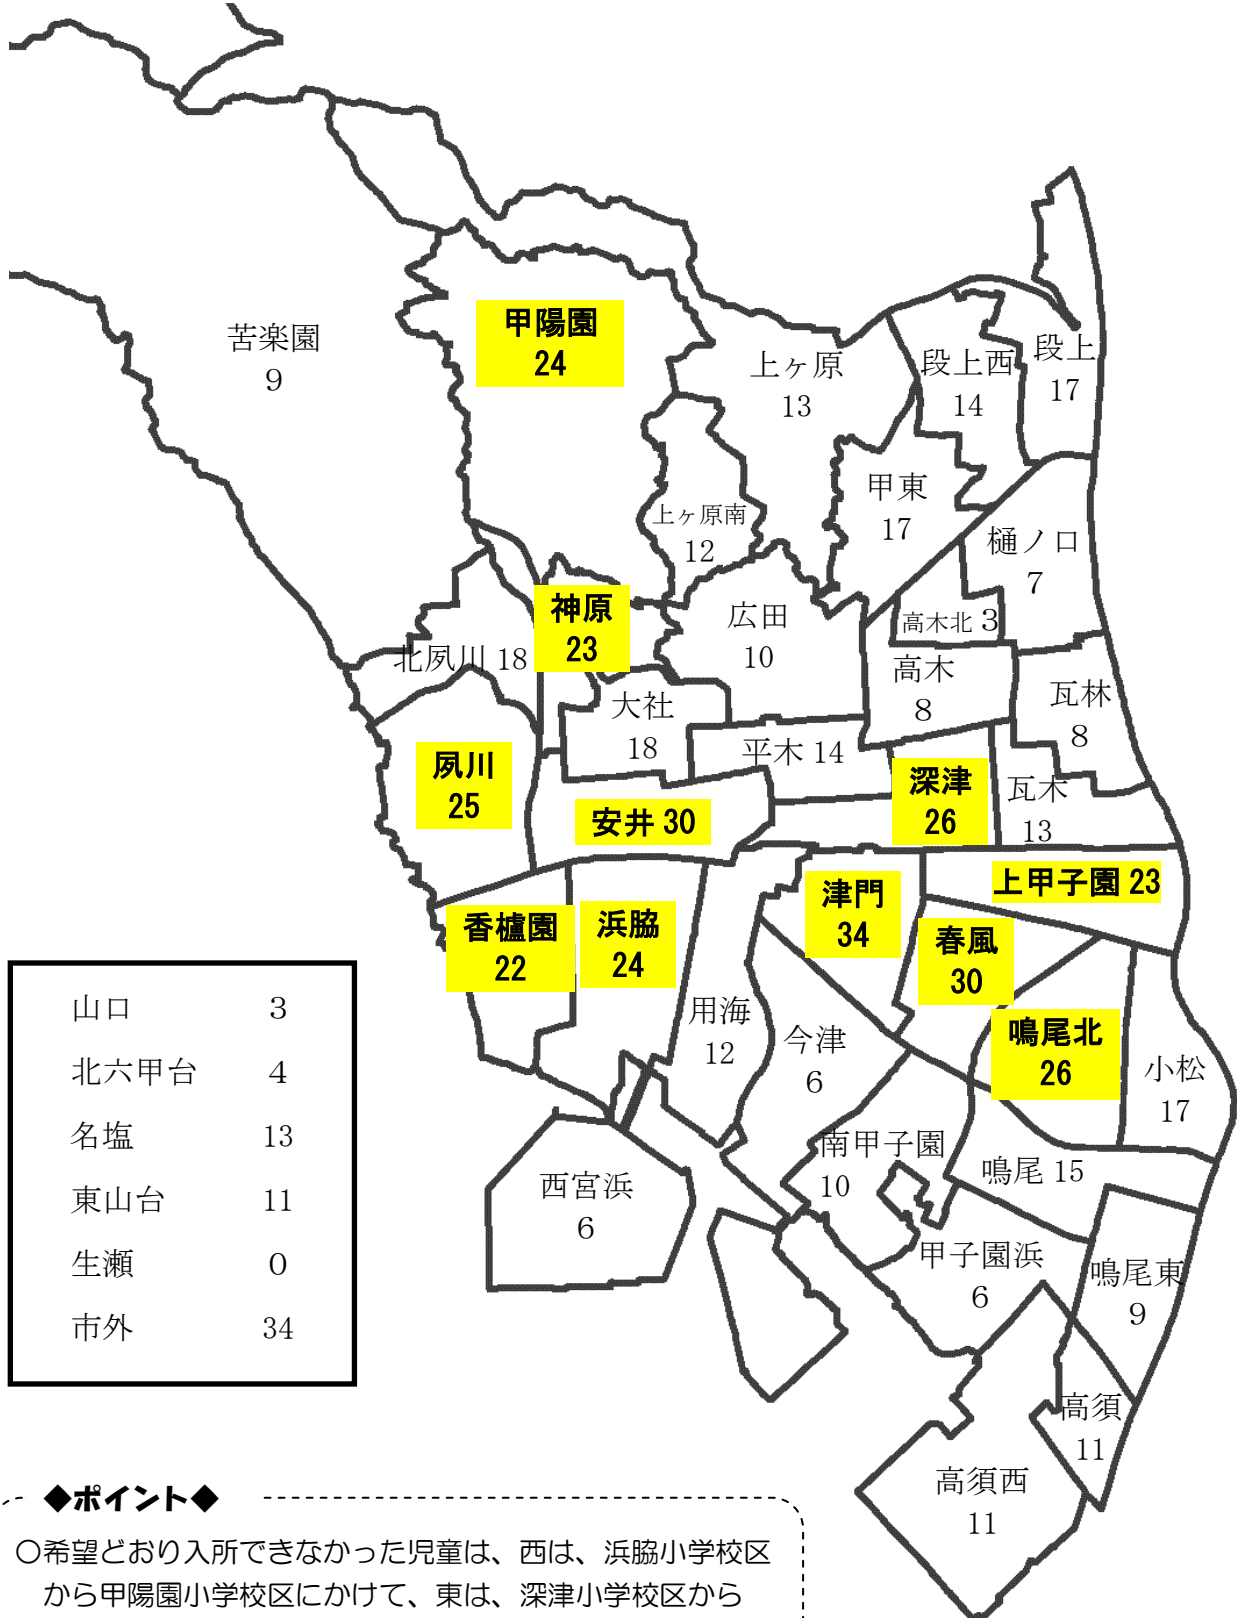 甲陽園
24
苦楽園
9
上ヶ原
13
段上西
14
段上
17
甲東
17
上ヶ原南
12
樋ノ口
7
神原
23
広田
10
高木北 3
北夙川 18
大社
18
高木
8
瓦林
8
平木 14
夙川
25
安井 30
深津
26
瓦木
13
上甲子園 23
津門
34
香櫨園
22
浜脇
24
春風
30
用海
12
今津
6
鳴尾北
26
小松
17
南甲子園
10
鳴尾 15
西宮浜
6
甲子園浜
6
鳴尾東
9
高須
11
高須西
11
山口 3
北六甲台 4
名塩 13
東山台 11
生瀬 0
市外 34
◆ポイント◆
○希望どおり入所できなかった児童は、西は、浜脇小学校区
から甲陽園小学校区にかけて、東は、深津小学校区から